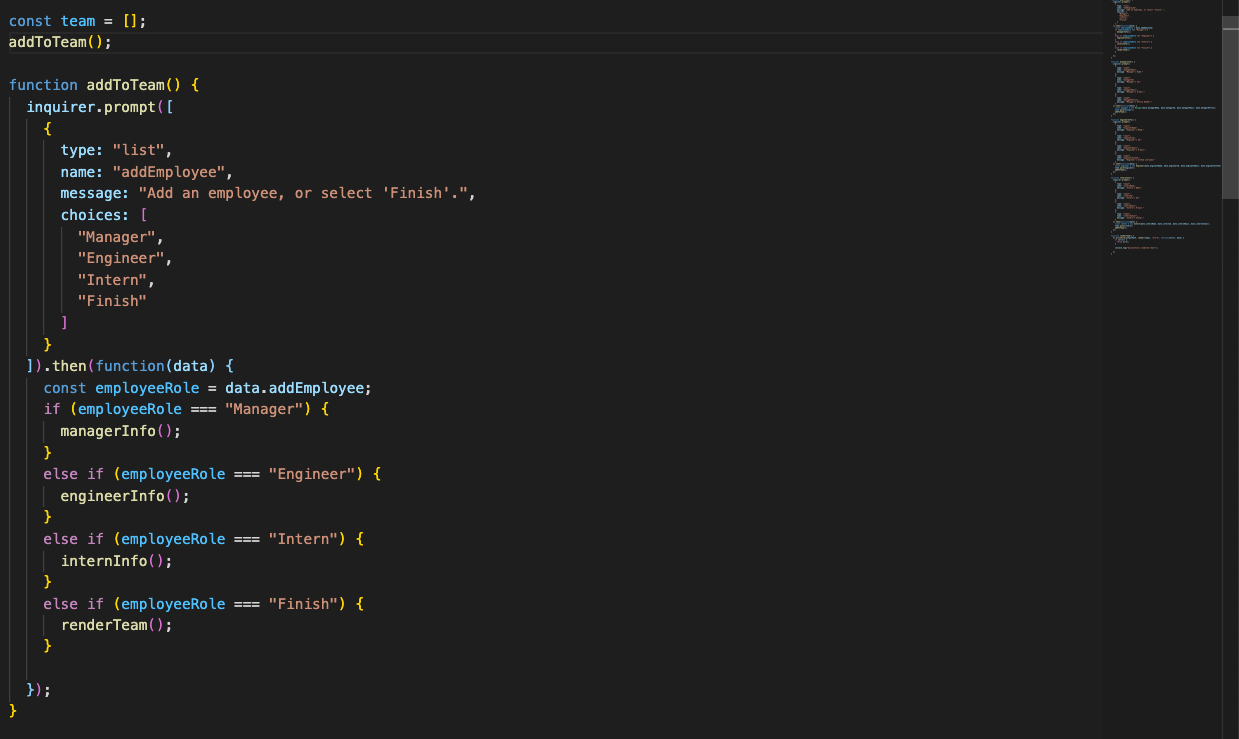 const team = [];
addToTeam();

function addToTeam() {
  inquirer.prompt([
    {
      type: "list",
      name: "addEmployee",
      message: "Add an employee, or select 'Finish'.",
      choices: [
        "Manager",
        "Engineer",
        "Intern",
        "Finish"
      ]
    }
  ]).then(function(data) {
    const employeeRole = data.addEmployee;
    if (employeeRole === "Manager") {
      managerInfo();
    }
    else if (employeeRole === "Engineer") {
      engineerInfo();
    }
    else if (employeeRole === "Intern") {
      internInfo();
    }
    else if (employeeRole === "Finish") {
      renderTeam();
    }

  });
}